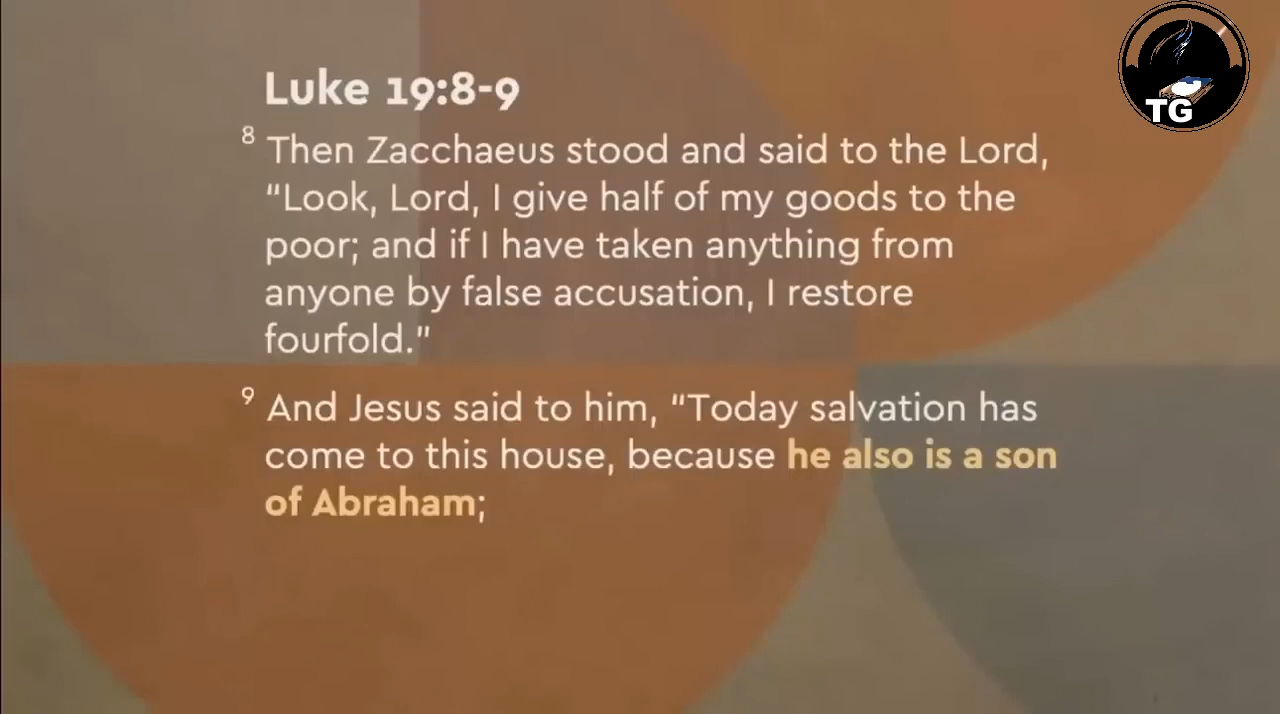 TG
Luke 19:8-9
8 Then Zacchaeus stood and said to the Lord,
“Look, Lord, I give half of my goods to the
poor; and if I have taken anything from
anyone by false accusation, I restore
fourfold.”
9 And Jesus said to him, “Today salvation has
come to this house, because he also is a son
of Abraham;